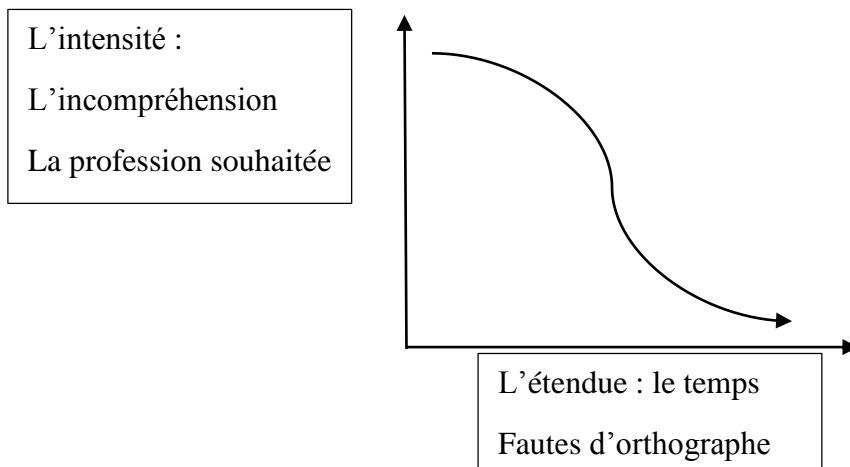 L’intensité :
L’incompréhension
La profession souhaitée
L’étendue : le temps
Fautes d’orthographe